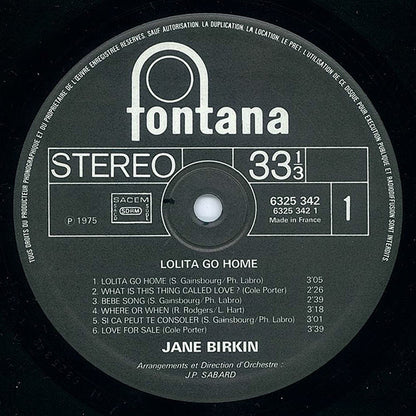 TOUS DROITS DU PRODUCTEUR PHONOGRAPHIQUE ET DU PROPRIETAIRE DE L'ŒUVRE ENREGISTREE RESERVES. SAUF AUTORISATION, LA DUPLICATION, LA LOCATION, LE PRET, L'UTILISATION DE CE DISQUE POUR EXECUTION PUBLIQUE ET RADIODIFFUSION SONT INTERDITS.
fontana
STEREO
33 1/3
SACEM
SDRM
℗ 1975
6325 342
6325 342 1
Made in France
1
LOLITA GO HOME
1. LOLITA GO HOME (S. Gainsbourg/Ph. Labro) 3'05
2. WHAT IS THIS THING CALLED LOVE ? (Cole Porter) 2'26
3. BEBE SONG (S. Gainsbourg/Ph. Labro) 2'39
4. WHERE OR WHEN (R. Rodgers/L. Hart) 3'18
5. SI CA PEUT TE CONSOLER (S. Gainsbourg/Ph. Labro) 3'01
6. LOVE FOR SALE (Cole Porter) 3'39
JANE BIRKIN
Arrangements et Direction d'Orchestre :
J.P. SABARD